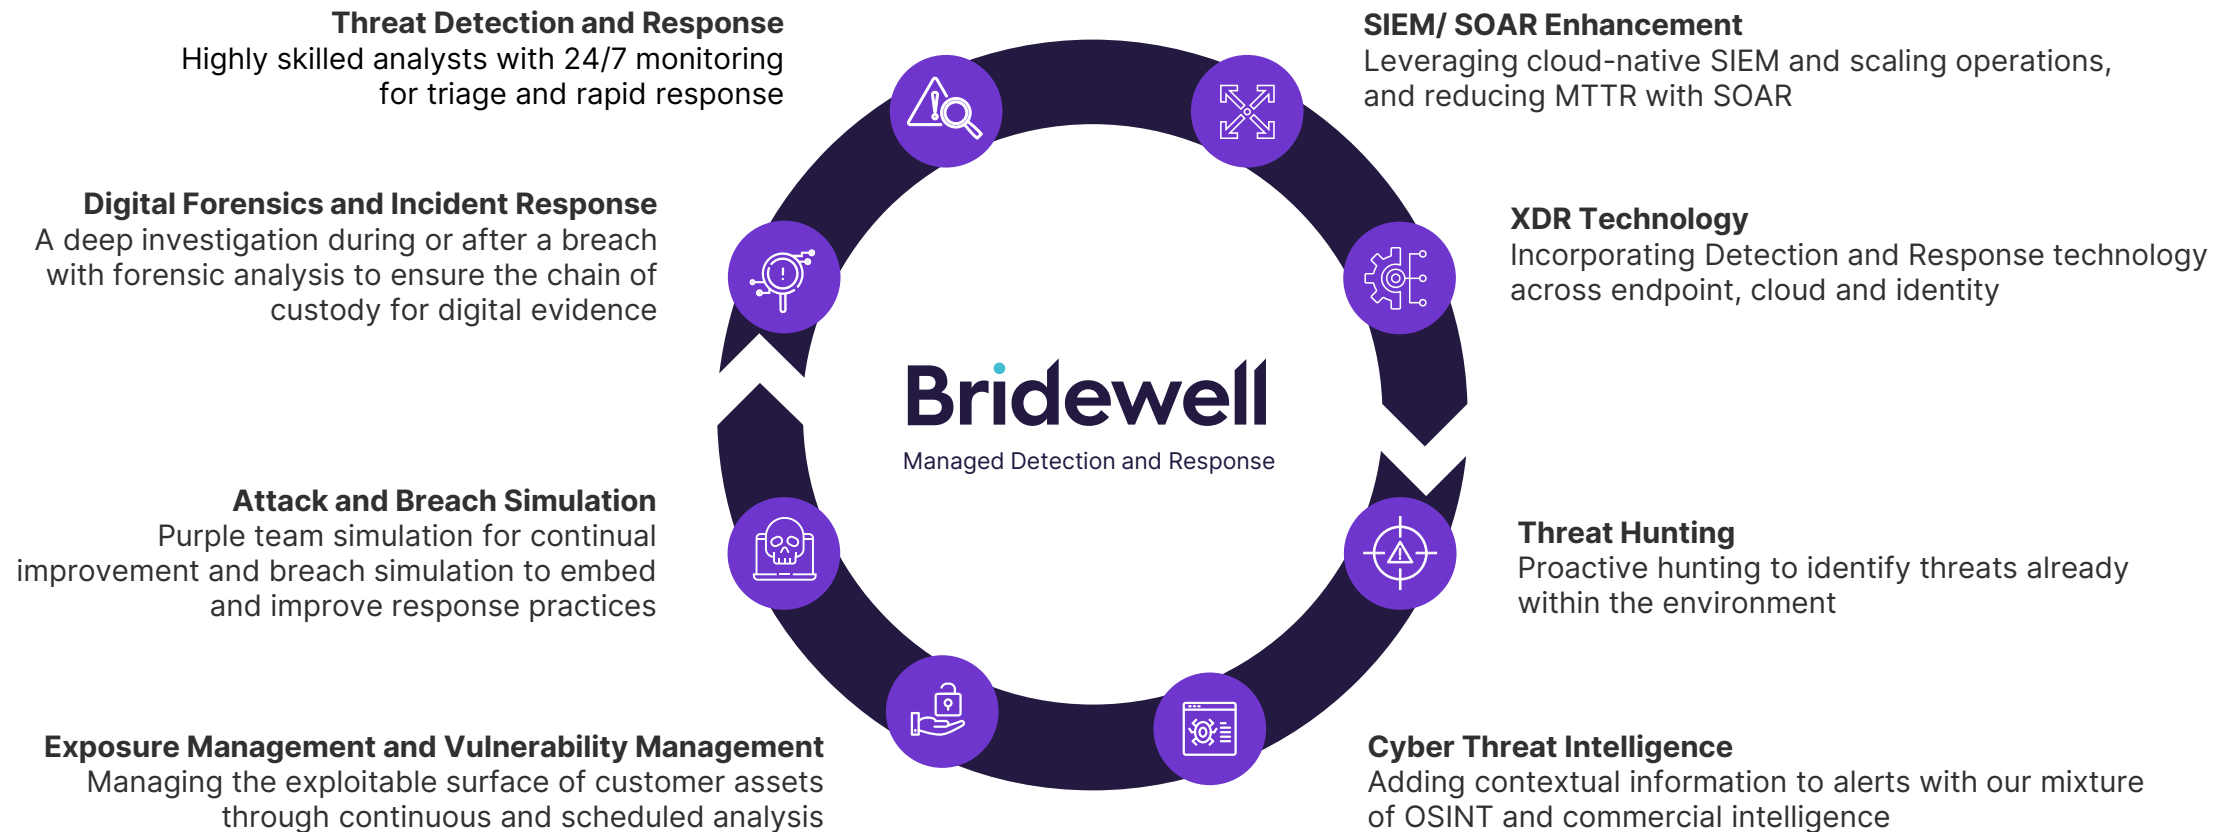 Threat Detection and Response
Highly skilled analysts with 24/7 monitoring
for triage and rapid response
SIEM/ SOAR Enhancement
Leveraging cloud-native SIEM and scaling operations,
and reducing MTTR with SOAR
Digital Forensics and Incident Response
A deep investigation during or after a breach
with forensic analysis to ensure the chain of
custody for digital evidence
XDR Technology
Incorporating Detection and Response technology
across endpoint, cloud and identity
Bridewell
Managed Detection and Response
Attack and Breach Simulation
Purple team simulation for continual
improvement and breach simulation to embed
and improve response practices
Threat Hunting
Proactive hunting to identify threats already
within the environment
Exposure Management and Vulnerability Management
Managing the exploitable surface of customer assets
through continuous and scheduled analysis
Cyber Threat Intelligence
Adding contextual information to alerts with our mixture
of OSINT and commercial intelligence